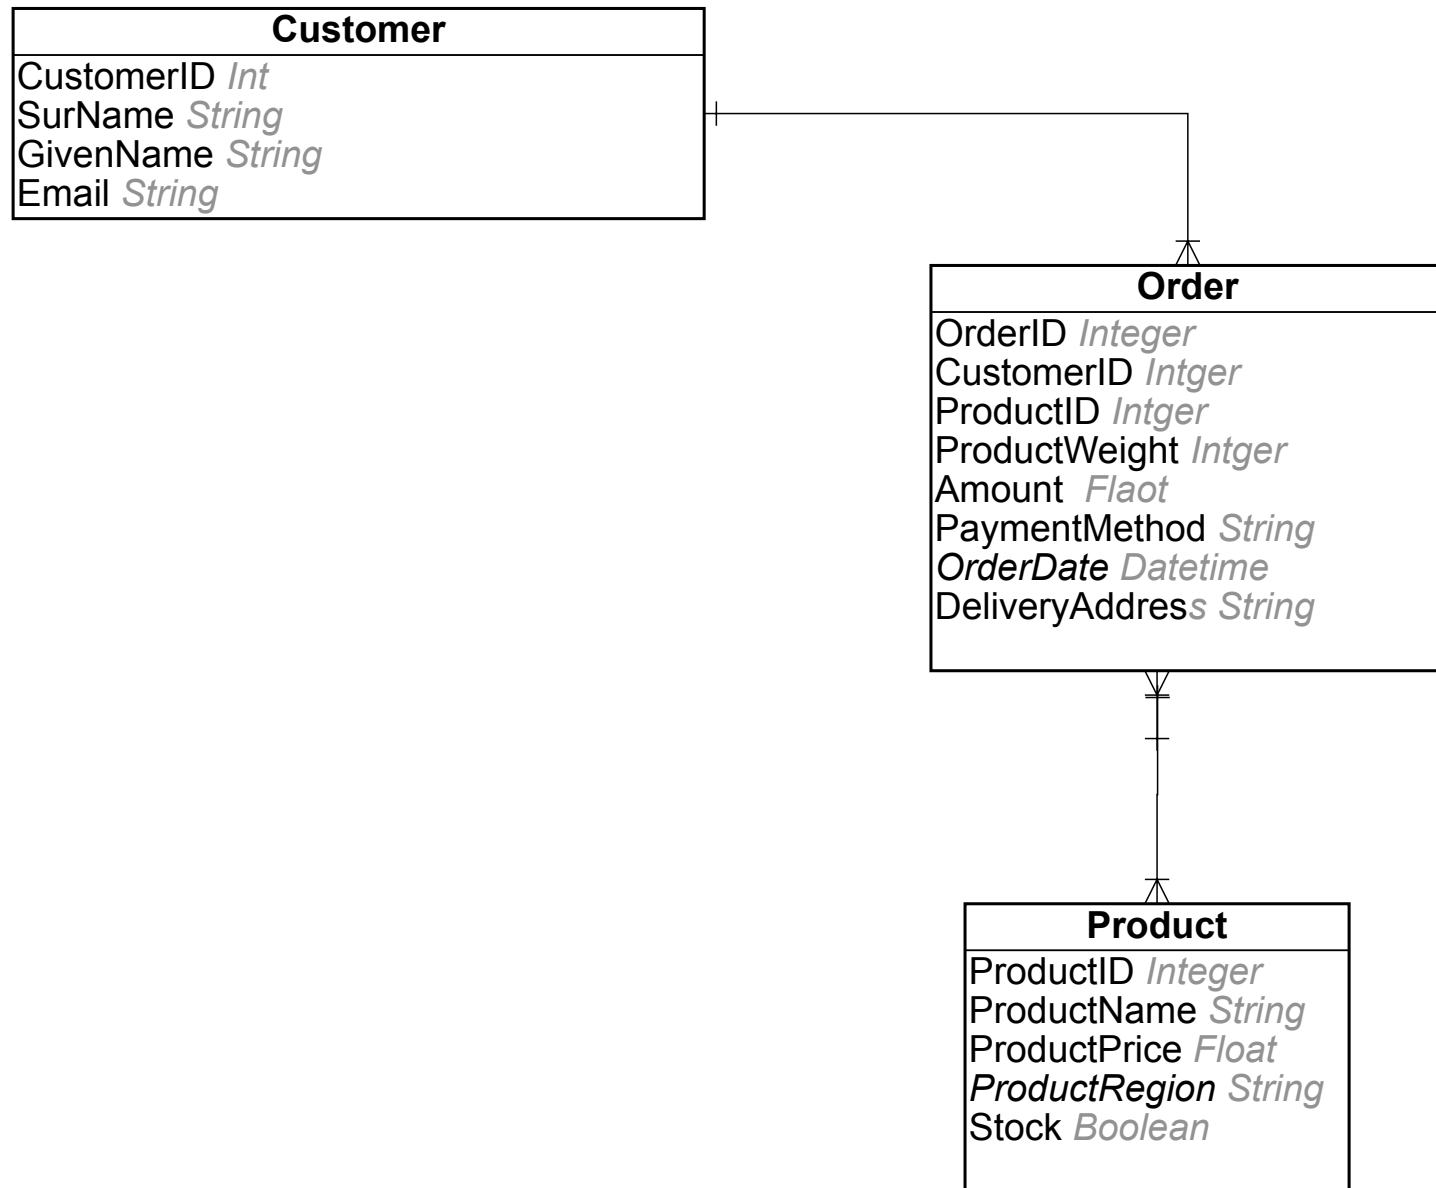 Customer
CustomerID Int
SurName String
GivenName String
Email String
Order
OrderID Integer
CustomerID Intger
ProductID Intger
ProductWeight Intger
Amount Flaot
PaymentMethod String
OrderDate Datetime
DeliveryAddress String
Product
ProductID Integer
ProductName String
ProductPrice Float
ProductRegion String
Stock Boolean